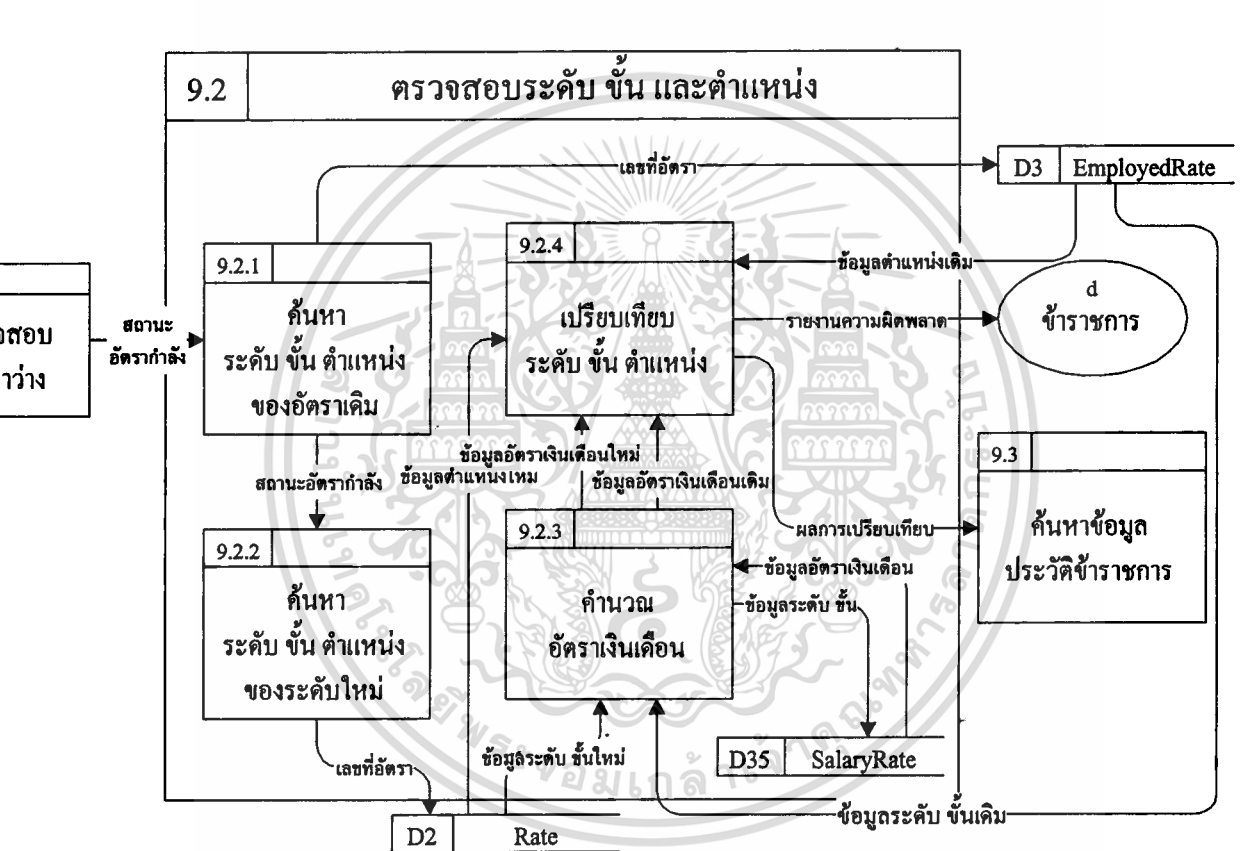 9.2 ตรวจสอบระดับ ขั้น และตำแหน่ง
เลขที่อัตรา
D3 EmployedRate
9.2.1
9.2.4
ข้อมูลตำแหน่งเดิม
d
ข้าราชการ
สถานะ
อัตรากำลัง
ค้นหา
ระดับ ขั้น ตำแหน่ง
ของอัตราเดิม
เปรียบเทียบ
ระดับ ขั้น ตำแหน่ง
รายงานความผิดพลาด
าว่าง
ข้อมูลอัตราเงินเดือนใหม่
ข้อมูลตำแหน่งใหม
ข้อมูลอัตราเงินเดือนเดิม
สถานะอัตรากำลัง
9.3
ค้นหาข้อมูล
ประวัติข้าราชการ
9.2.2
ค้นหา
ระดับ ขั้น ตำแหน่ง
ของระดับใหม่
9.2.3
คำนวณ
อัตราเงินเดือน
ผลการเปรียบเทียบ
ข้อมูลอัตราเงินเดือน
ข้อมูลระดับ ขั้น
เลขที่อัตรา
ข้อมูลระดับ ขั้นใหม่
D35 SalaryRate
ข้อมูลระดับ ขั้นเดิม
D2 Rate